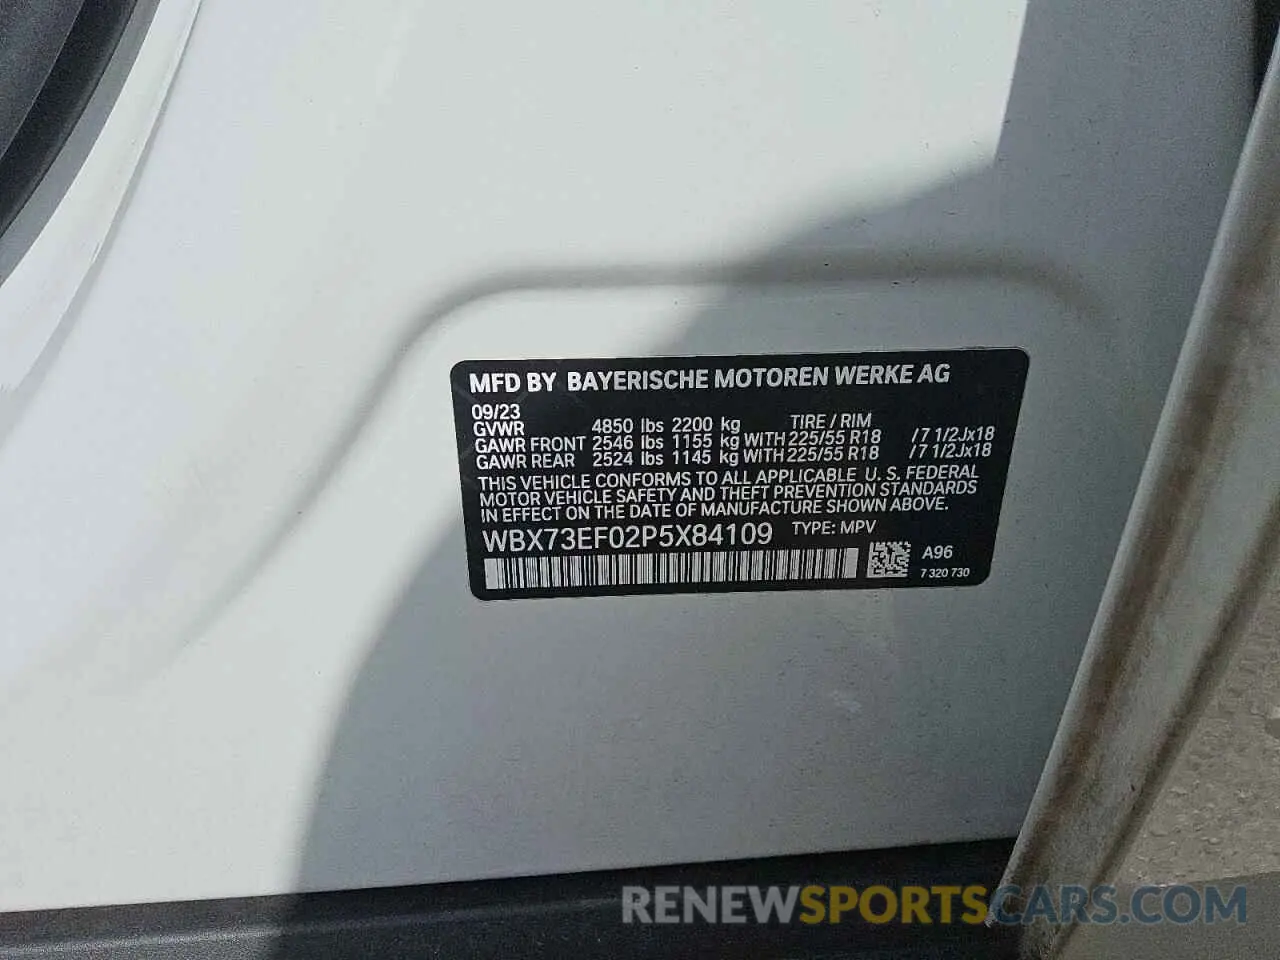 MFD BY BAYERISCHE MOTOREN WERKE AG
09/23
GVWR 4850 lbs 2200 kg TIRE / RIM
GAWR FRONT 2546 lbs 1155 kg WITH 225/55 R18 /7 1/2Jx18
GAWR REAR 2524 lbs 1145 kg WITH 225/55 R18 /7 1/2Jx18
THIS VEHICLE CONFORMS TO ALL APPLICABLE U. S. FEDERAL
MOTOR VEHICLE SAFETY AND THEFT PREVENTION STANDARDS
IN EFFECT ON THE DATE OF MANUFACTURE SHOWN ABOVE.
WBX73EF02P5X84109 TYPE: MPV
A96
7 320 730
RENEWSPORTSCARS.COM